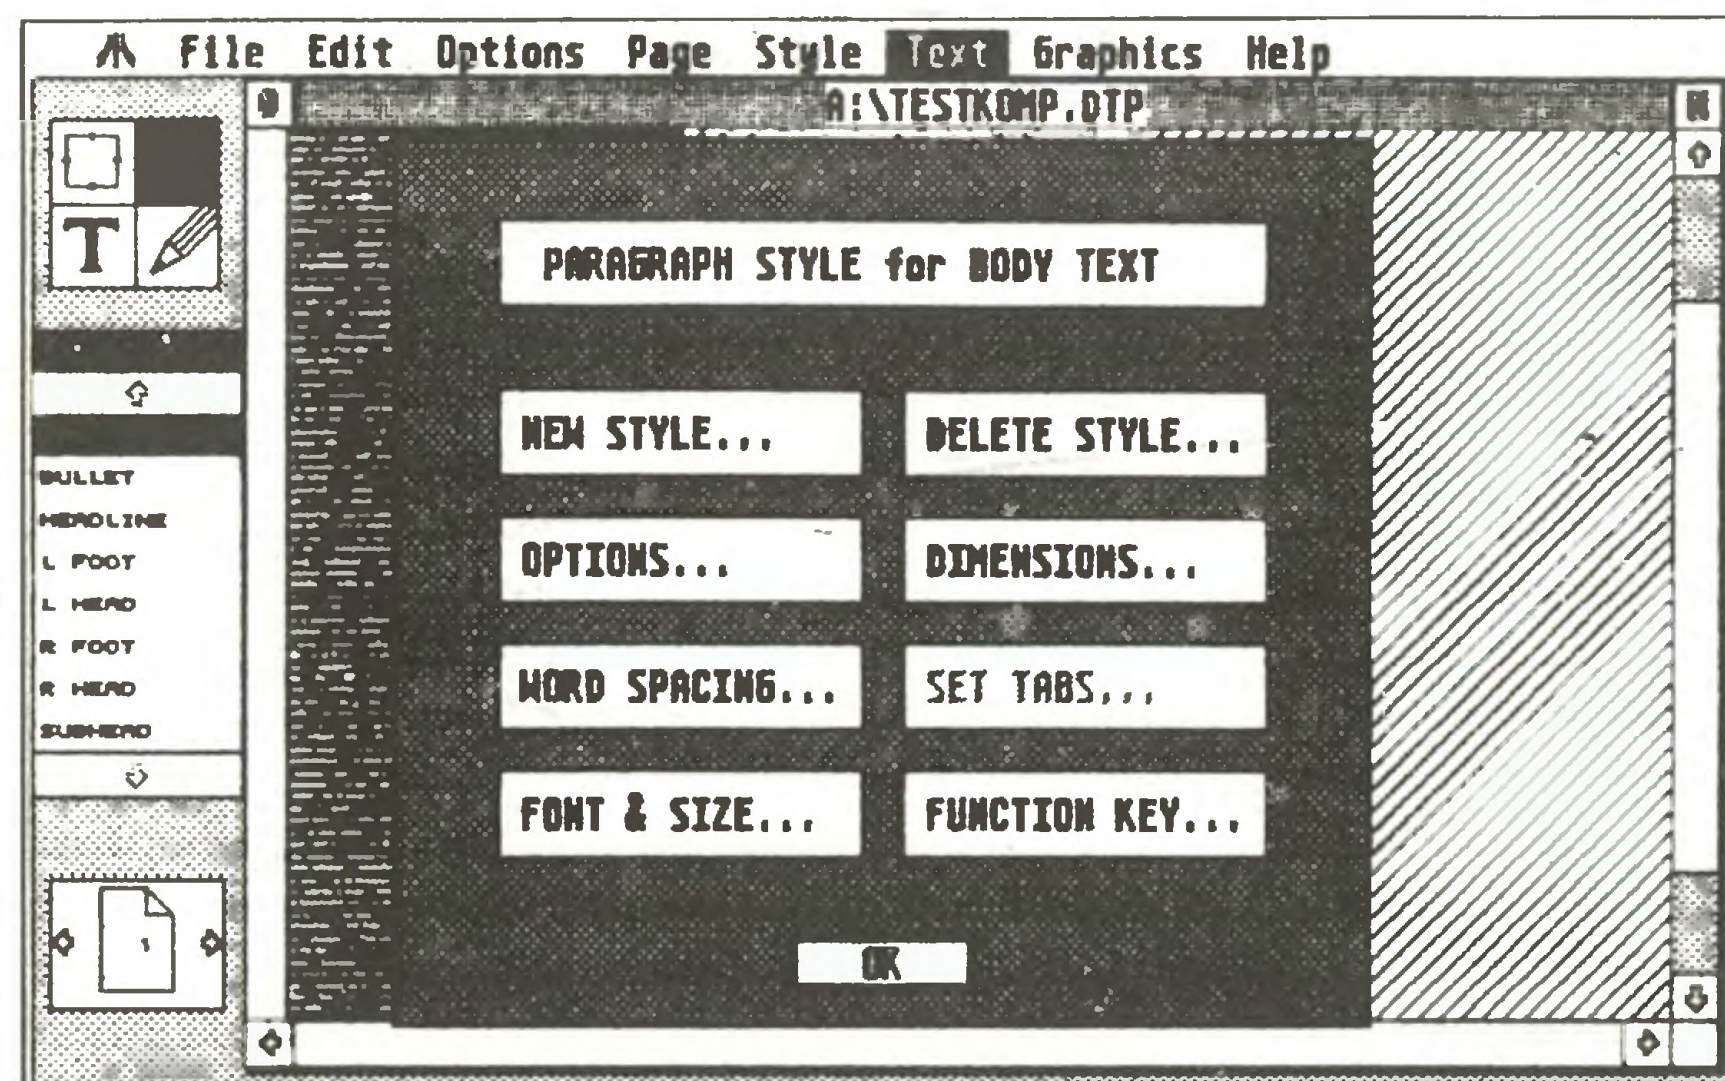 File Edit Options Page Style Text Graphics Help
A:\TESTKOMP.DTP
T
PARAGRAPH STYLE for BODY TEXT
NEW STYLE... DELETE STYLE...
OPTIONS... DIMENSIONS...
WORD SPACING... SET TABS...
FONT & SIZE... FUNCTION KEY...
OK
BULLET
HEADLINE
L FOOT
L HEAD
R FOOT
R HEAD
SUBHEAD
1